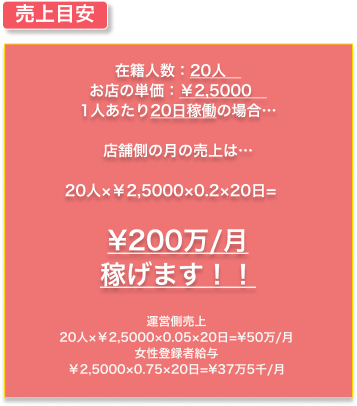 売上目安
在籍人数：20人
お店の単価：￥2,5000
1人あたり20日稼働の場合…
店舗側の月の売上は…
20人×￥2,5000×0.2×20日=
¥200万/月
稼げます！！
運営側売上
20人×￥2,5000×0.05×20日=¥50万/月
女性登録者給与
￥2,5000×0.75×20日=¥37万5千/月